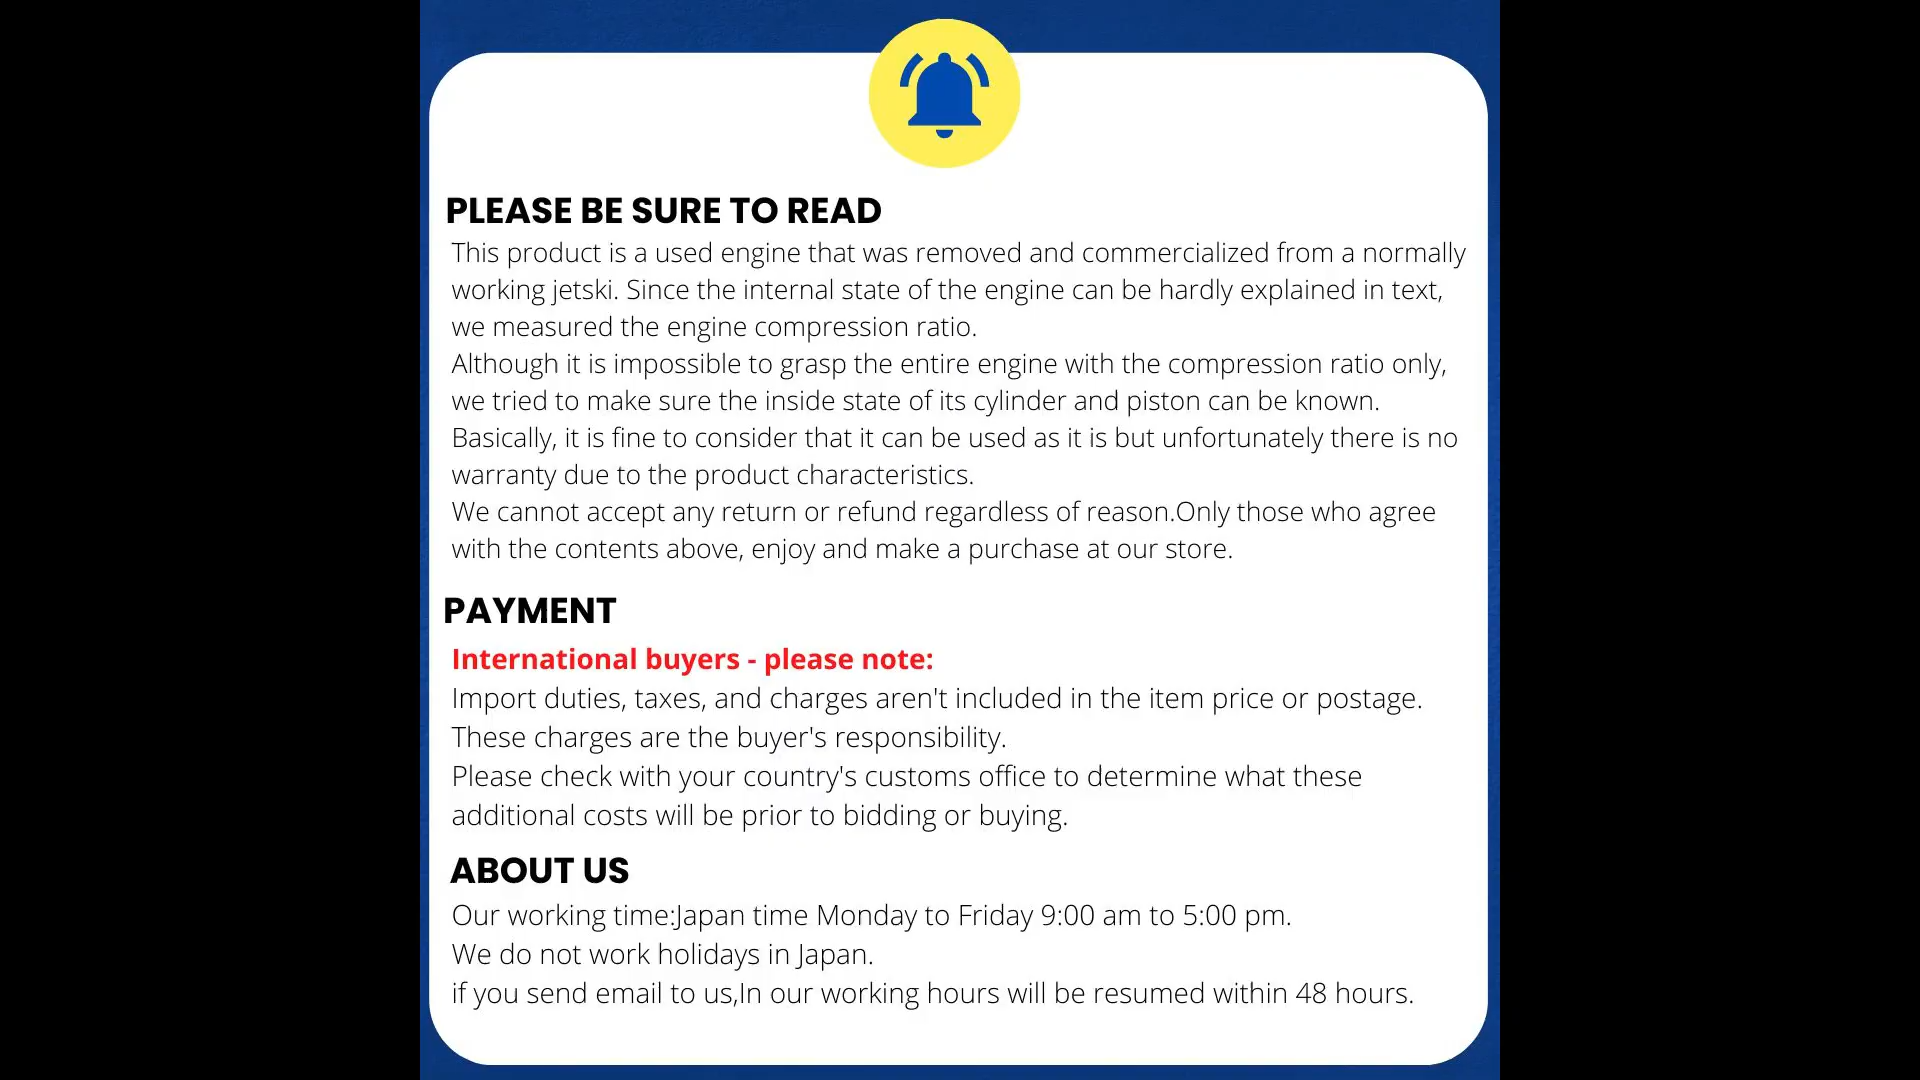 PLEASE BE SURE TO READ
This product is a used engine that was removed and commercialized from a normally
working jetski. Since the internal state of the engine can be hardly explained in text,
we measured the engine compression ratio.
Although it is impossible to grasp the entire engine with the compression ratio only,
we tried to make sure the inside state of its cylinder and piston can be known.
Basically, it is fine to consider that it can be used as it is but unfortunately there is no
warranty due to the product characteristics.
We cannot accept any return or refund regardless of reason.Only those who agree
with the contents above, enjoy and make a purchase at our store.
PAYMENT
International buyers - please note:
Import duties, taxes, and charges aren't included in the item price or postage.
These charges are the buyer's responsibility.
Please check with your country's customs office to determine what these
additional costs will be prior to bidding or buying.
ABOUT US
Our working time:Japan time Monday to Friday 9:00 am to 5:00 pm.
We do not work holidays in Japan.
if you send email to us,In our working hours will be resumed within 48 hours.